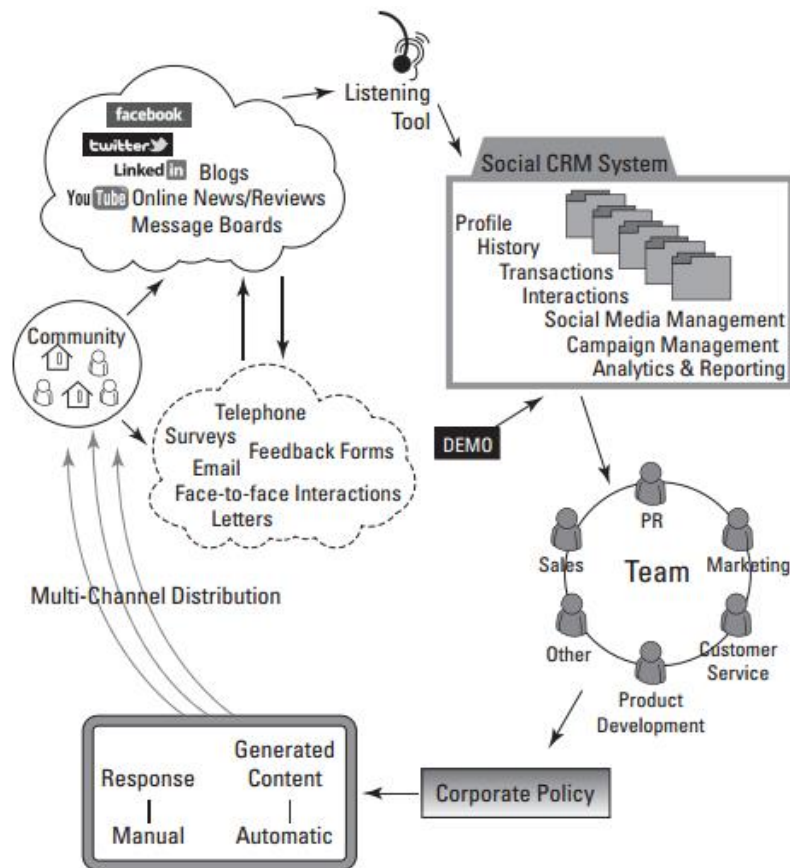 facebook
twitter
Linked in
Blogs
You Tube Online News/Reviews
Message Boards
Listening
Tool
Social CRM System
Profile
History
Transactions
Interactions
Social Media Management
Campaign Management
Analytics & Reporting
Community
Telephone
Surveys
Feedback Forms
Email
Face-to-face Interactions
Letters
DEMO
PR
Sales
Team
Marketing
Other
Customer
Service
Product
Development
Multi-Channel Distribution
Generated
Content
Response
Manual
Automatic
Corporate Policy